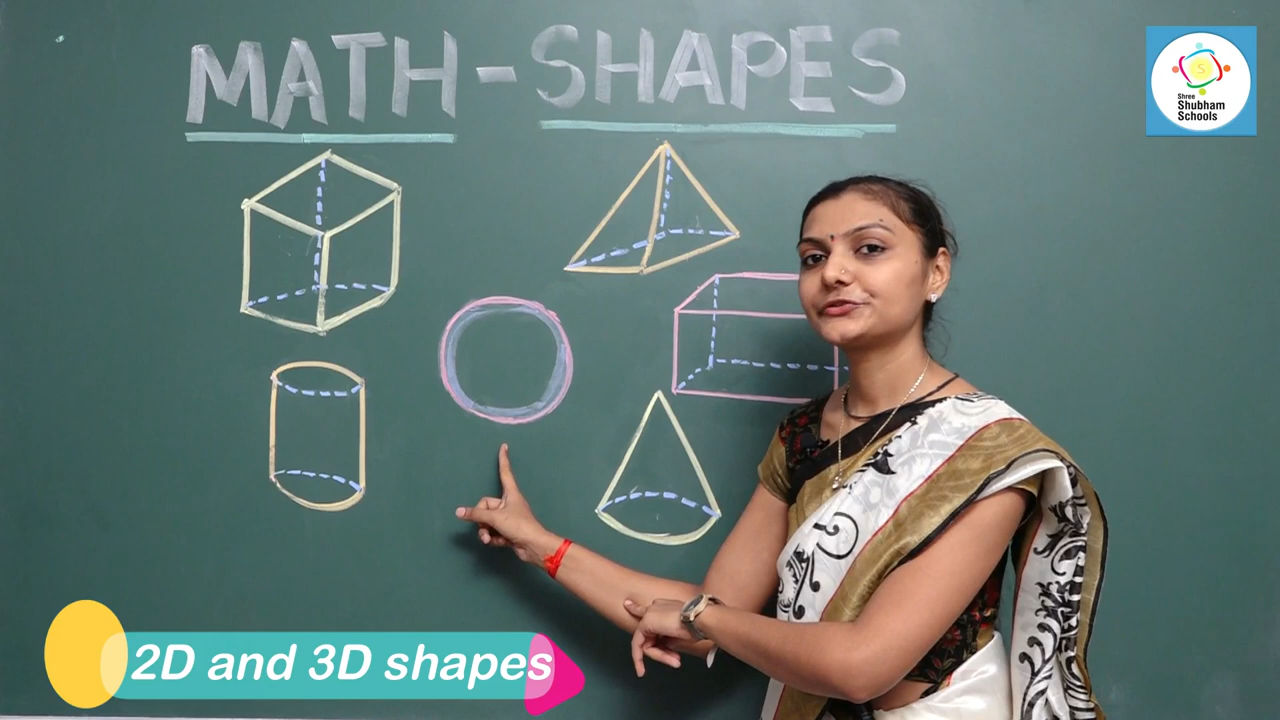 MATH-SHAPES
S
Shree
Shubham
Schools
2D and 3D shapes